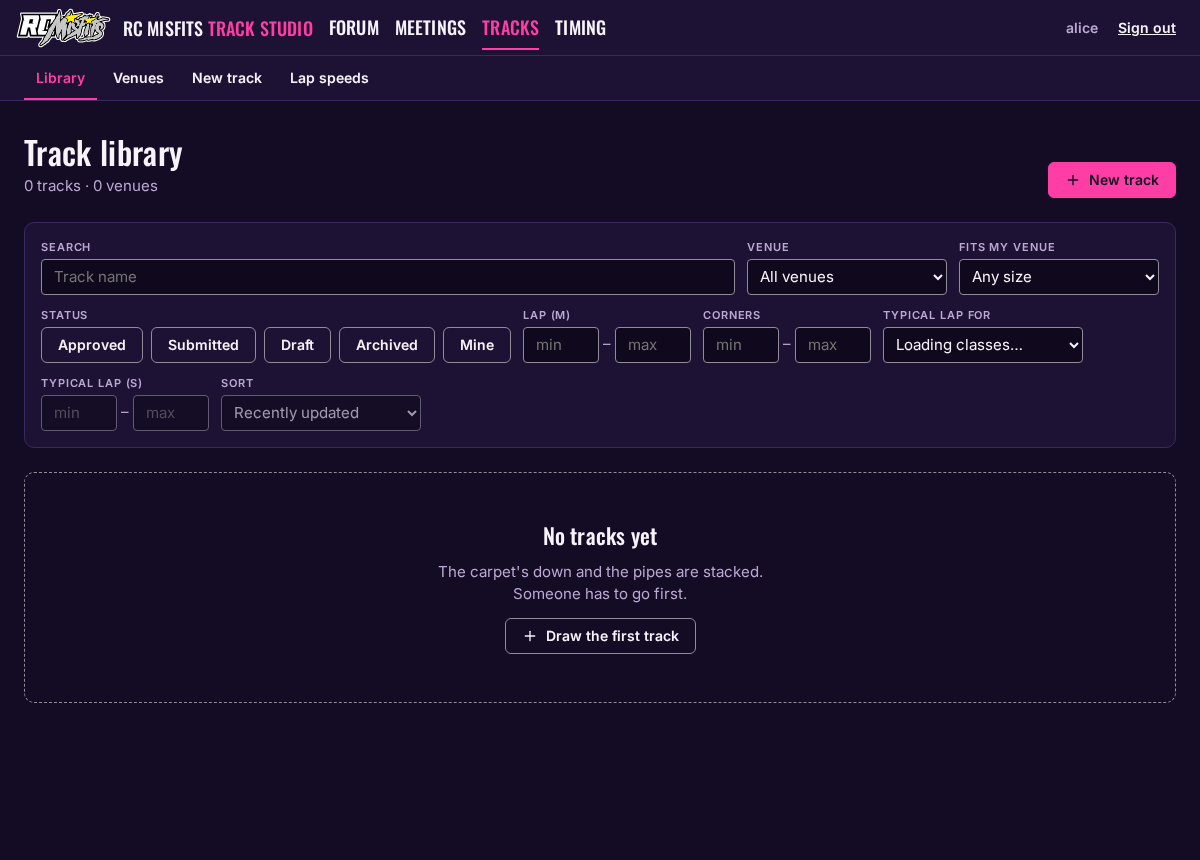 RC Misfits RC MISFITS TRACK STUDIO FORUM MEETINGS TRACKS TIMING alice Sign out
Library Venues New track Lap speeds
Track library
0 tracks · 0 venues
+ New track
SEARCH VENUE FITS MY VENUE
Track name All venues Any size
STATUS LAP (M) CORNERS TYPICAL LAP FOR
Approved Submitted Draft Archived Mine min – max min – max Loading classes…
TYPICAL LAP (S) SORT
min – max Recently updated
No tracks yet
The carpet's down and the pipes are stacked.
Someone has to go first.
+ Draw the first track